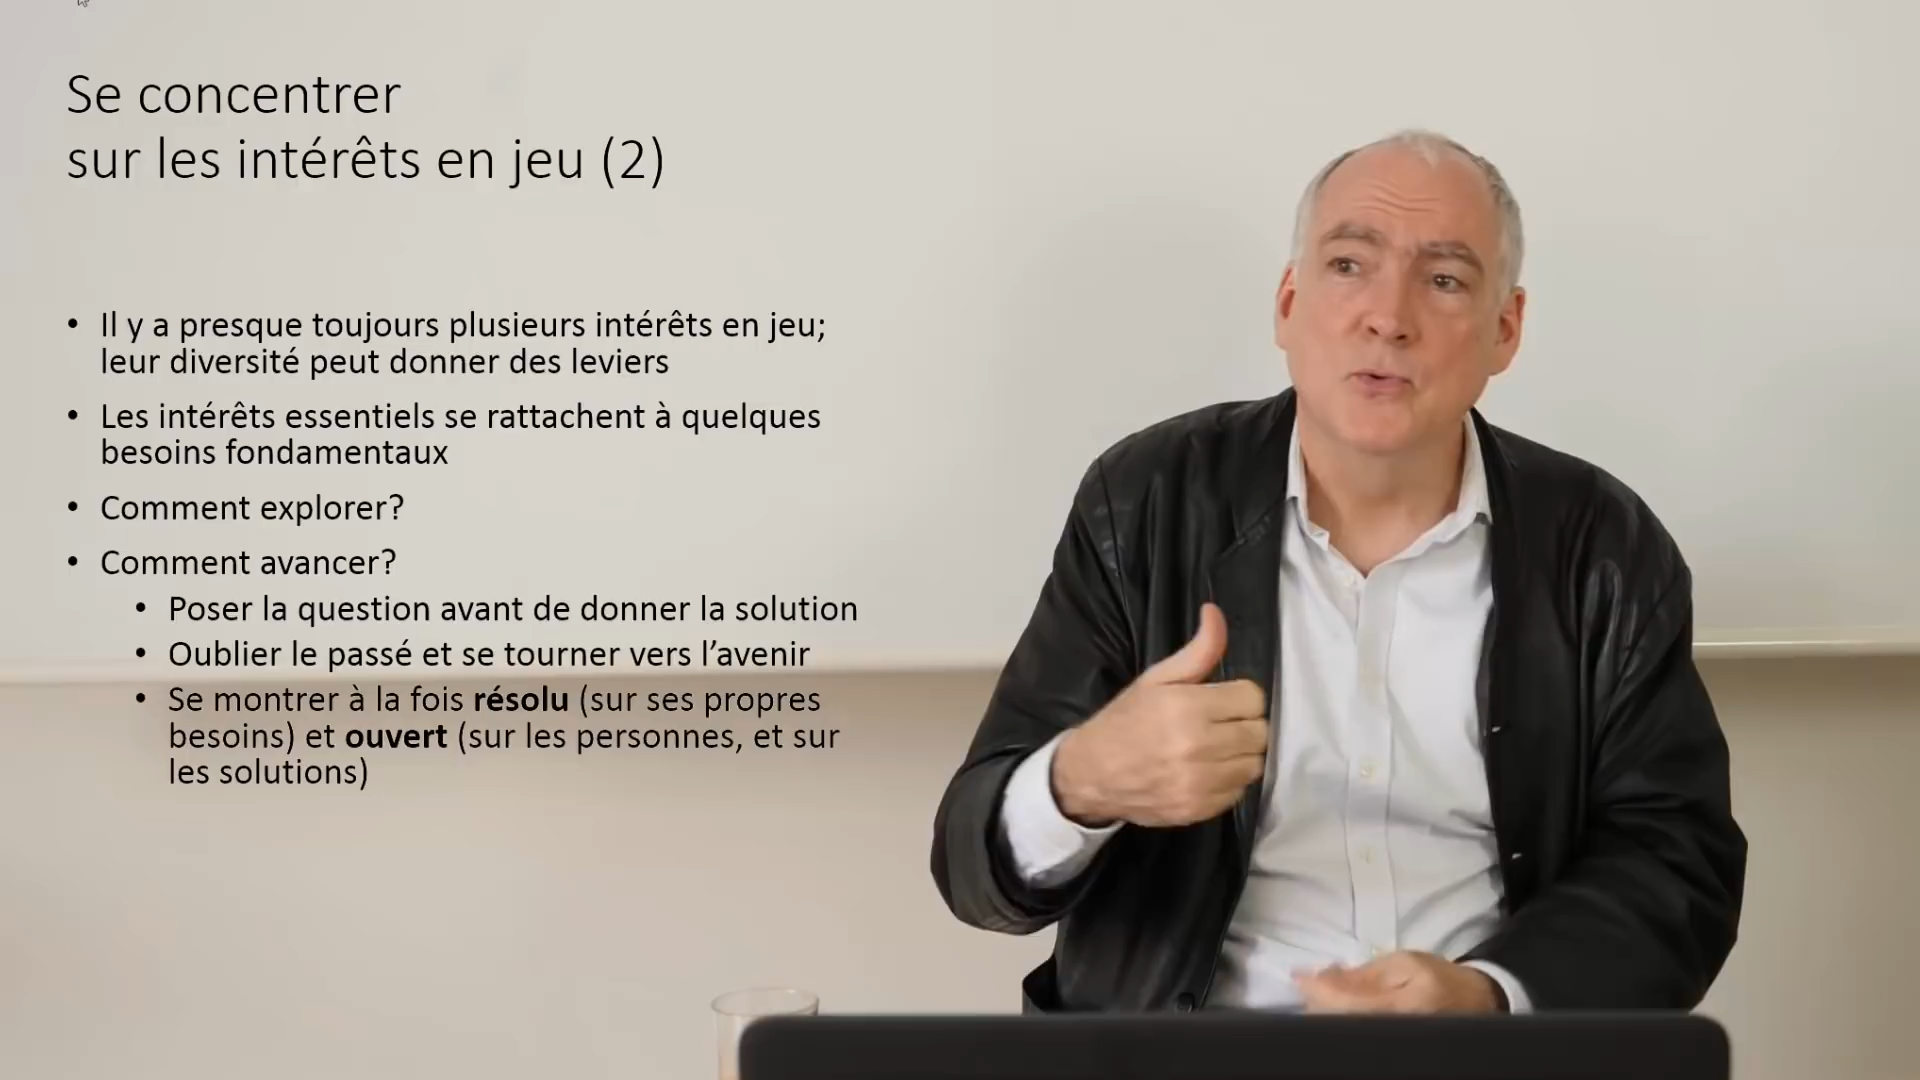 Se concentrer
sur les intérêts en jeu (2)
• Il y a presque toujours plusieurs intérêts en jeu;
leur diversité peut donner des leviers
• Les intérêts essentiels se rattachent à quelques
besoins fondamentaux
• Comment explorer?
• Comment avancer?
• Poser la question avant de donner la solution
• Oublier le passé et se tourner vers l’avenir
• Se montrer à la fois résolu (sur ses propres
besoins) et ouvert (sur les personnes, et sur
les solutions)